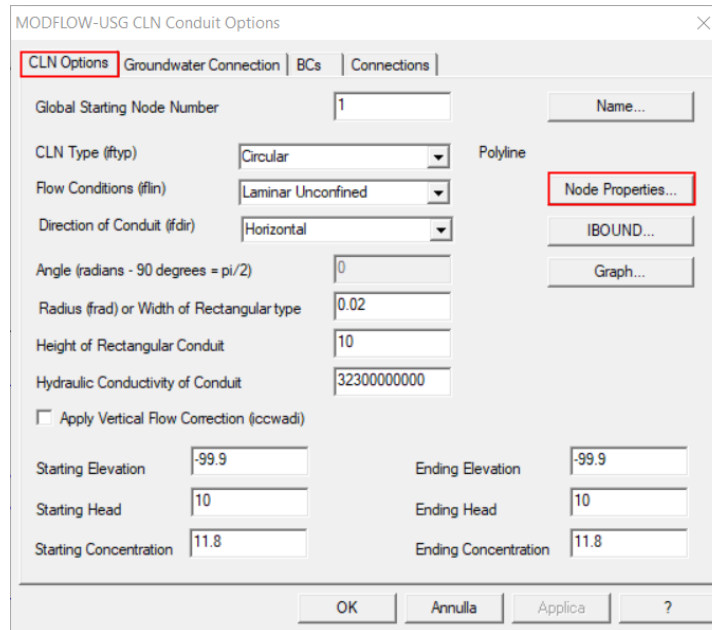 MODFLOW-USG CLN Conduit Options
CLN Options Groundwater Connection BCs Connections
Global Starting Node Number 1 Name...
CLN Type (iftyp) Circular Polyline
Flow Conditions (iflin) Laminar Unconfined Node Properties...
Direction of Conduit (ifdir) Horizontal IBOUND...
Angle (radians - 90 degrees = pi/2) 0 Graph...
Radius (frad) or Width of Rectangular type 0.02
Height of Rectangular Conduit 10
Hydraulic Conductivity of Conduit 32300000000
Apply Vertical Flow Correction (iccwadi)
Starting Elevation -99.9 Ending Elevation -99.9
Starting Head 10 Ending Head 10
Starting Concentration 11.8 Ending Concentration 11.8
OK Annulla Applica ?